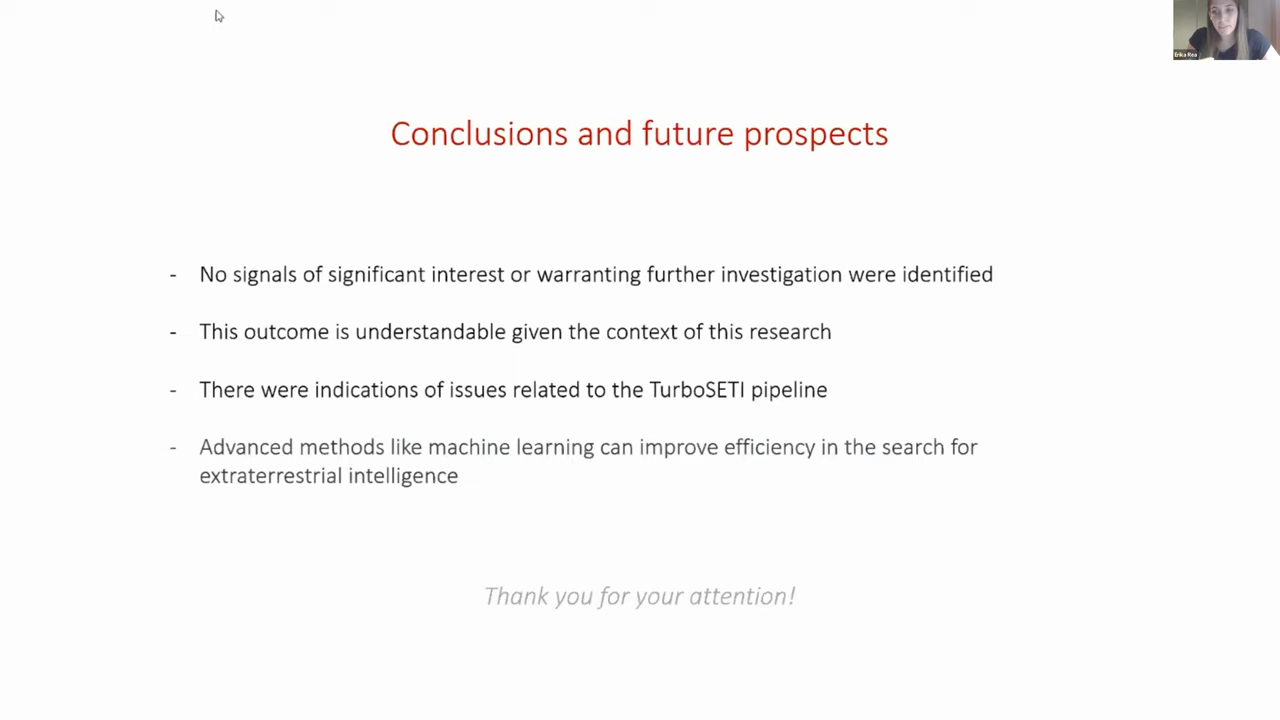 Erika Rea
Conclusions and future prospects
- No signals of significant interest or warranting further investigation were identified
- This outcome is understandable given the context of this research
- There were indications of issues related to the TurboSETI pipeline
- Advanced methods like machine learning can improve efficiency in the search for
extraterrestrial intelligence
Thank you for your attention!